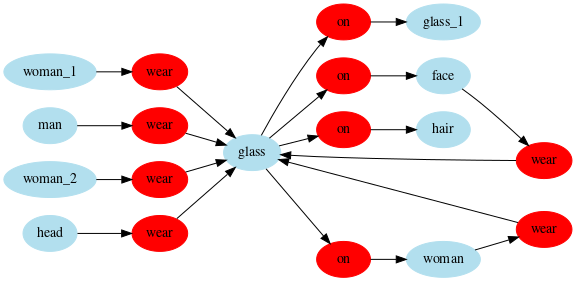 on
glass_1
woman_1
wear
on
face
man
wear
on
hair
glass
woman_2
wear
wear
head
wear
wear
on
woman